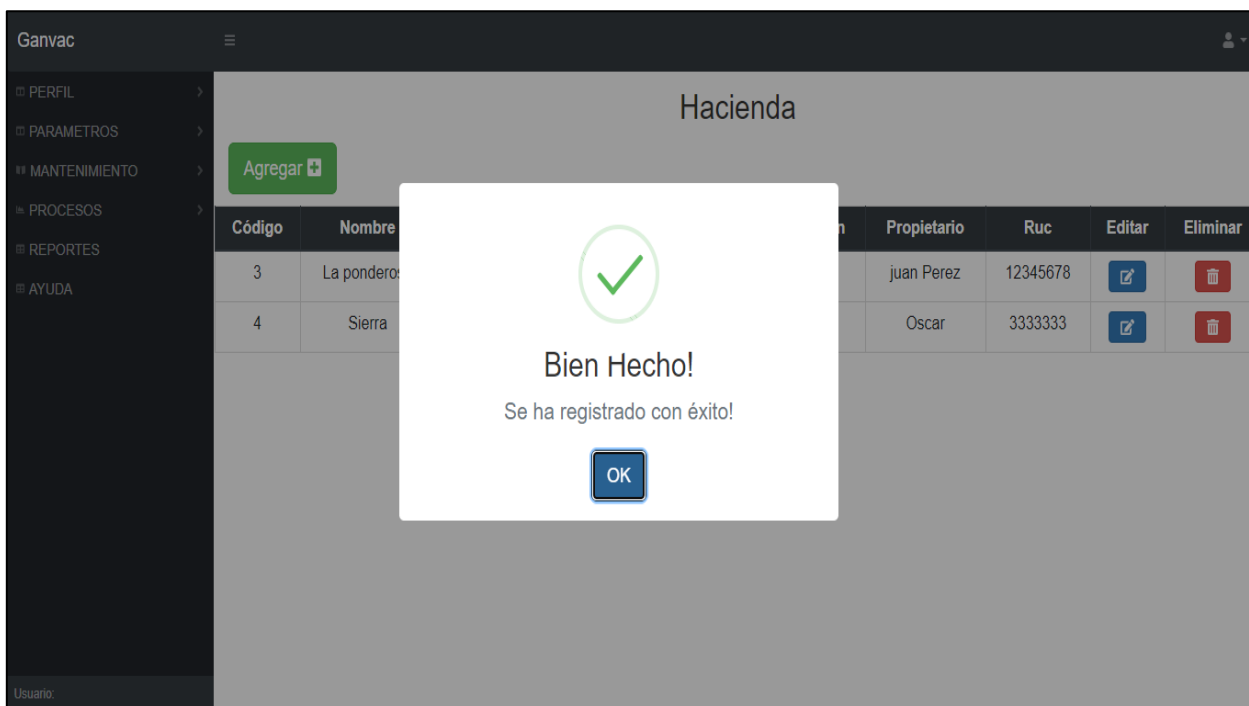 Ganvac
PERFIL
PARAMETROS
MANTENIMIENTO
PROCESOS
REPORTES
AYUDA
Usuario:
Hacienda
Agregar
Código Nombre Propietario Ruc Editar Eliminar
3 La juan Perez 12345678
4 Sierra Oscar 3333333
Bien Hecho!
Se ha registrado con éxito!
OK